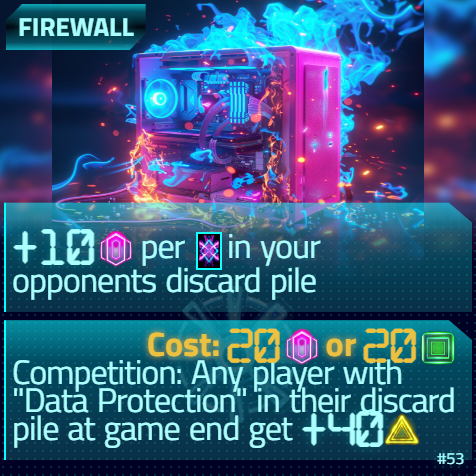 FIREWALL
+10 per in your
opponents discard pile
Cost: 20 or 20
Competition: Any player with
"Data Protection" in their discard
pile at game end get +40
#53